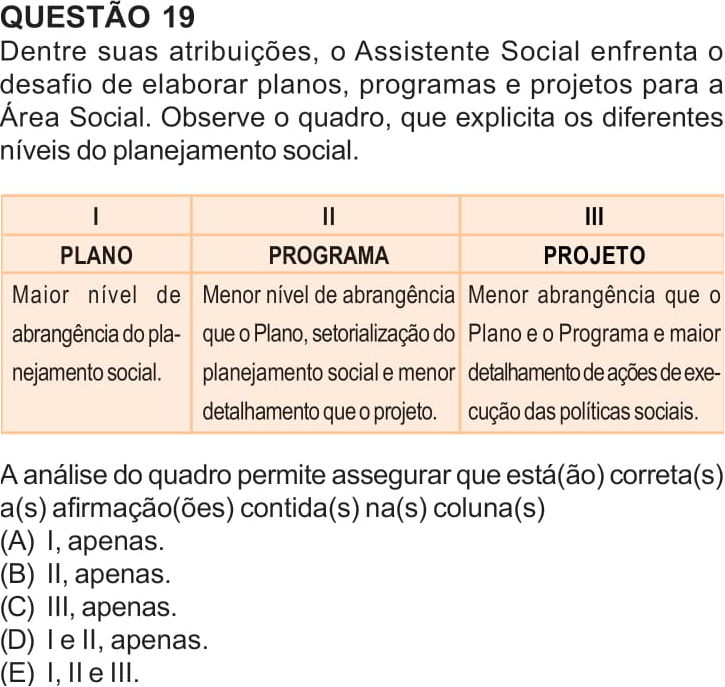 QUESTÃO 19
Dentre suas atribuições, o Assistente Social enfrenta o
desafio de elaborar planos, programas e projetos para a
Área Social. Observe o quadro, que explicita os diferentes
níveis do planejamento social.
I
II
III
PLANO
PROGRAMA
PROJETO
Maior nível de
abrangência do pla-
nejamento social.
Menor nível de abrangência
que o Plano, setorialização do
planejamento social e menor
detalhamento que o projeto.
Menor abrangência que o
Plano e o Programa e maior
detalhamento de ações de exe-
cução das políticas sociais.
A análise do quadro permite assegurar que está(ão) correta(s)
a(s) afirmação(ões) contida(s) na(s) coluna(s)
(A) I, apenas.
(B) II, apenas.
(C) III, apenas.
(D) I e II, apenas.
(E) I, II e III.